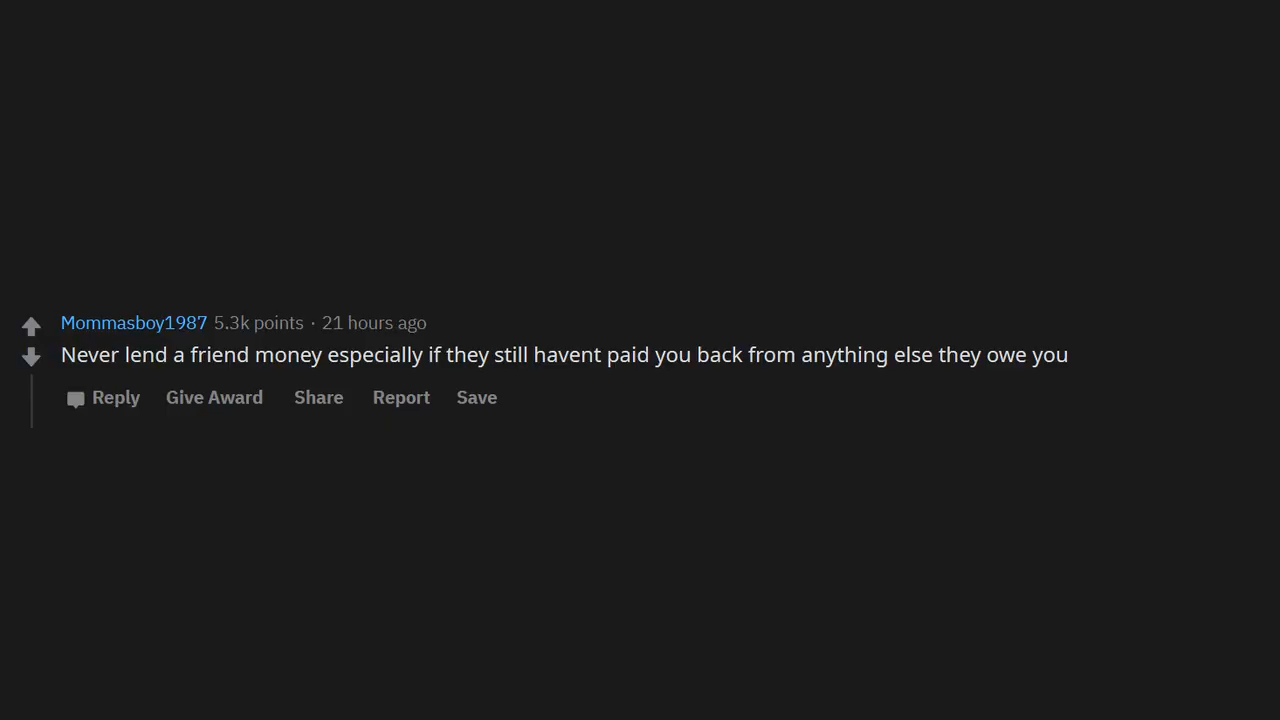 Mommasboy1987 5.3k points · 21 hours ago
Never lend a friend money especially if they still havent paid you back from anything else they owe you
Reply Give Award Share Report Save